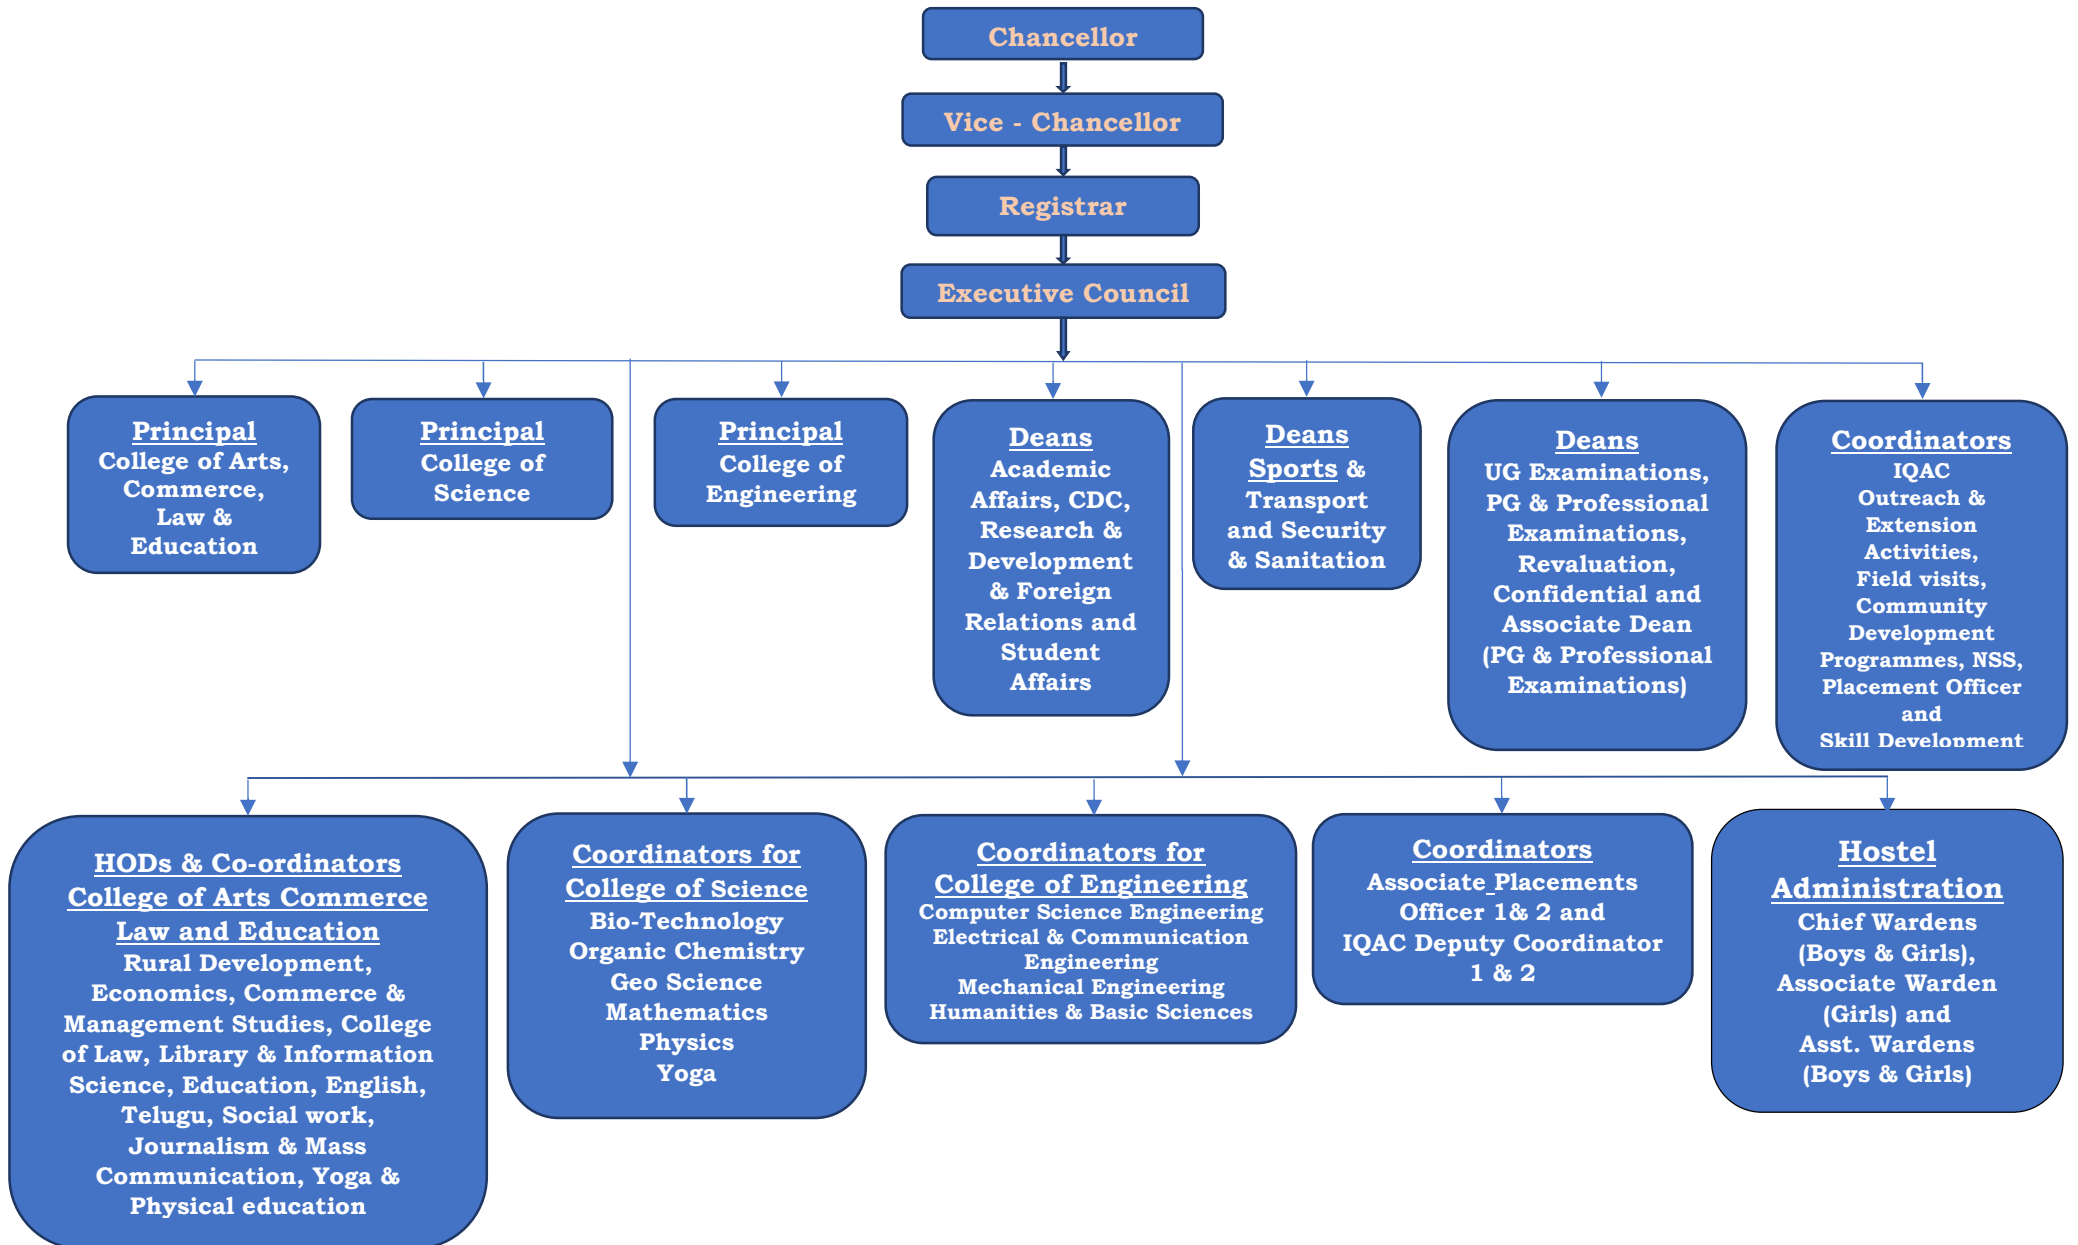 Chancellor
Vice - Chancellor
Registrar
Executive Council
Principal
College of Arts,
Commerce,
Law &
Education
Principal
College of
Science
Principal
College of
Engineering
Deans
Academic
Affairs, CDC,
Research &
Development
& Foreign
Relations and
Student
Affairs
Deans
Sports &
Transport
and Security
& Sanitation
Deans
UG Examinations,
PG & Professional
Examinations,
Revaluation,
Confidential and
Associate Dean
(PG & Professional
Examinations)
Coordinators
IQAC
Outreach &
Extension
Activities,
Field visits,
Community
Development
Programmes, NSS,
Placement Officer
and
Skill Development
HODs & Co-ordinators
College of Arts Commerce
Law and Education
Rural Development,
Economics, Commerce &
Management Studies, College
of Law, Library & Information
Science, Education, English,
Telugu, Social work,
Journalism & Mass
Communication, Yoga &
Physical education
Coordinators for
College of Science
Bio-Technology
Organic Chemistry
Geo Science
Mathematics
Physics
Yoga
Coordinators for
College of Engineering
Computer Science Engineering
Electrical & Communication
Engineering
Mechanical Engineering
Humanities & Basic Sciences
Coordinators
Associate Placements
Officer 1& 2 and
IQAC Deputy Coordinator
1 & 2
Hostel
Administration
Chief Wardens
(Boys & Girls),
Associate Warden
(Girls) and
Asst. Wardens
(Boys & Girls)